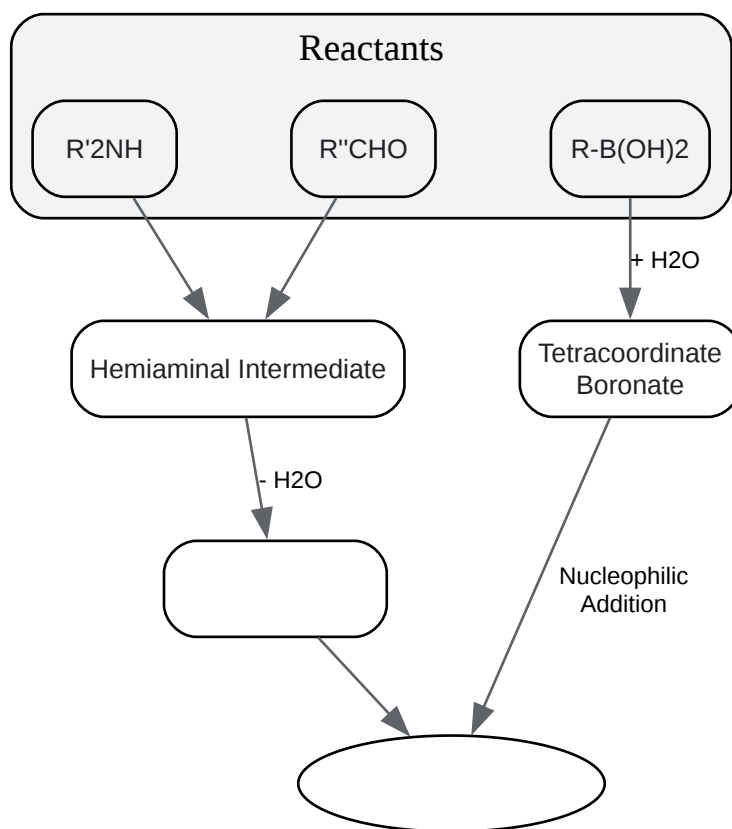 Reactants
R'2NH
R''CHO
R-B(OH)2
+ H2O
Hemiaminal Intermediate
Tetracoordinate
Boronate
- H2O
Nucleophilic
Addition